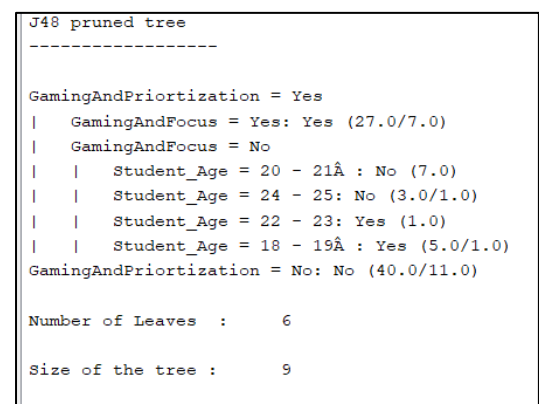 J48 pruned tree
------------------
GamingAndPriortization = Yes
|   GamingAndFocus = Yes: Yes (27.0/7.0)
|   GamingAndFocus = No
|   |   Student_Age = 20 - 21Â : No (7.0)
|   |   Student_Age = 24 - 25: No (3.0/1.0)
|   |   Student_Age = 22 - 23: Yes (1.0)
|   |   Student_Age = 18 - 19Â : Yes (5.0/1.0)
GamingAndPriortization = No: No (40.0/11.0)
Number of Leaves  :     6
Size of the tree :      9